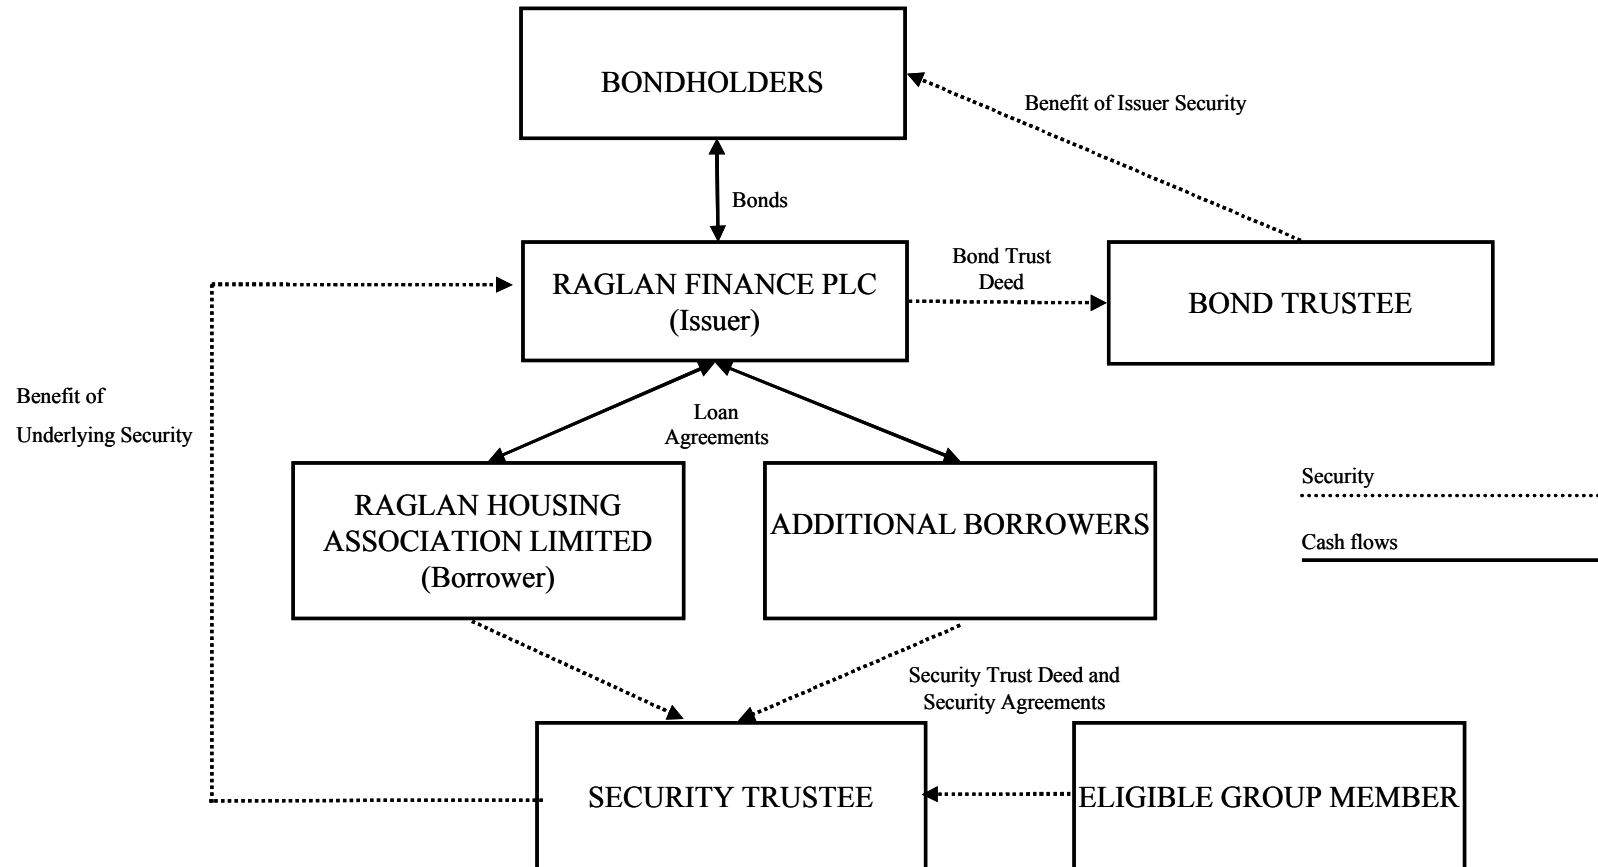 BONDHOLDERS
Benefit of Issuer Security
Bonds
RAGLAN FINANCE PLC
(Issuer)
Bond Trust
Deed
BOND TRUSTEE
Benefit of
Underlying Security
Loan
Agreements
RAGLAN HOUSING
ASSOCIATION LIMITED
(Borrower)
ADDITIONAL BORROWERS
Security
Cash flows
Security Trust Deed and
Security Agreements
SECURITY TRUSTEE
ELIGIBLE GROUP MEMBER